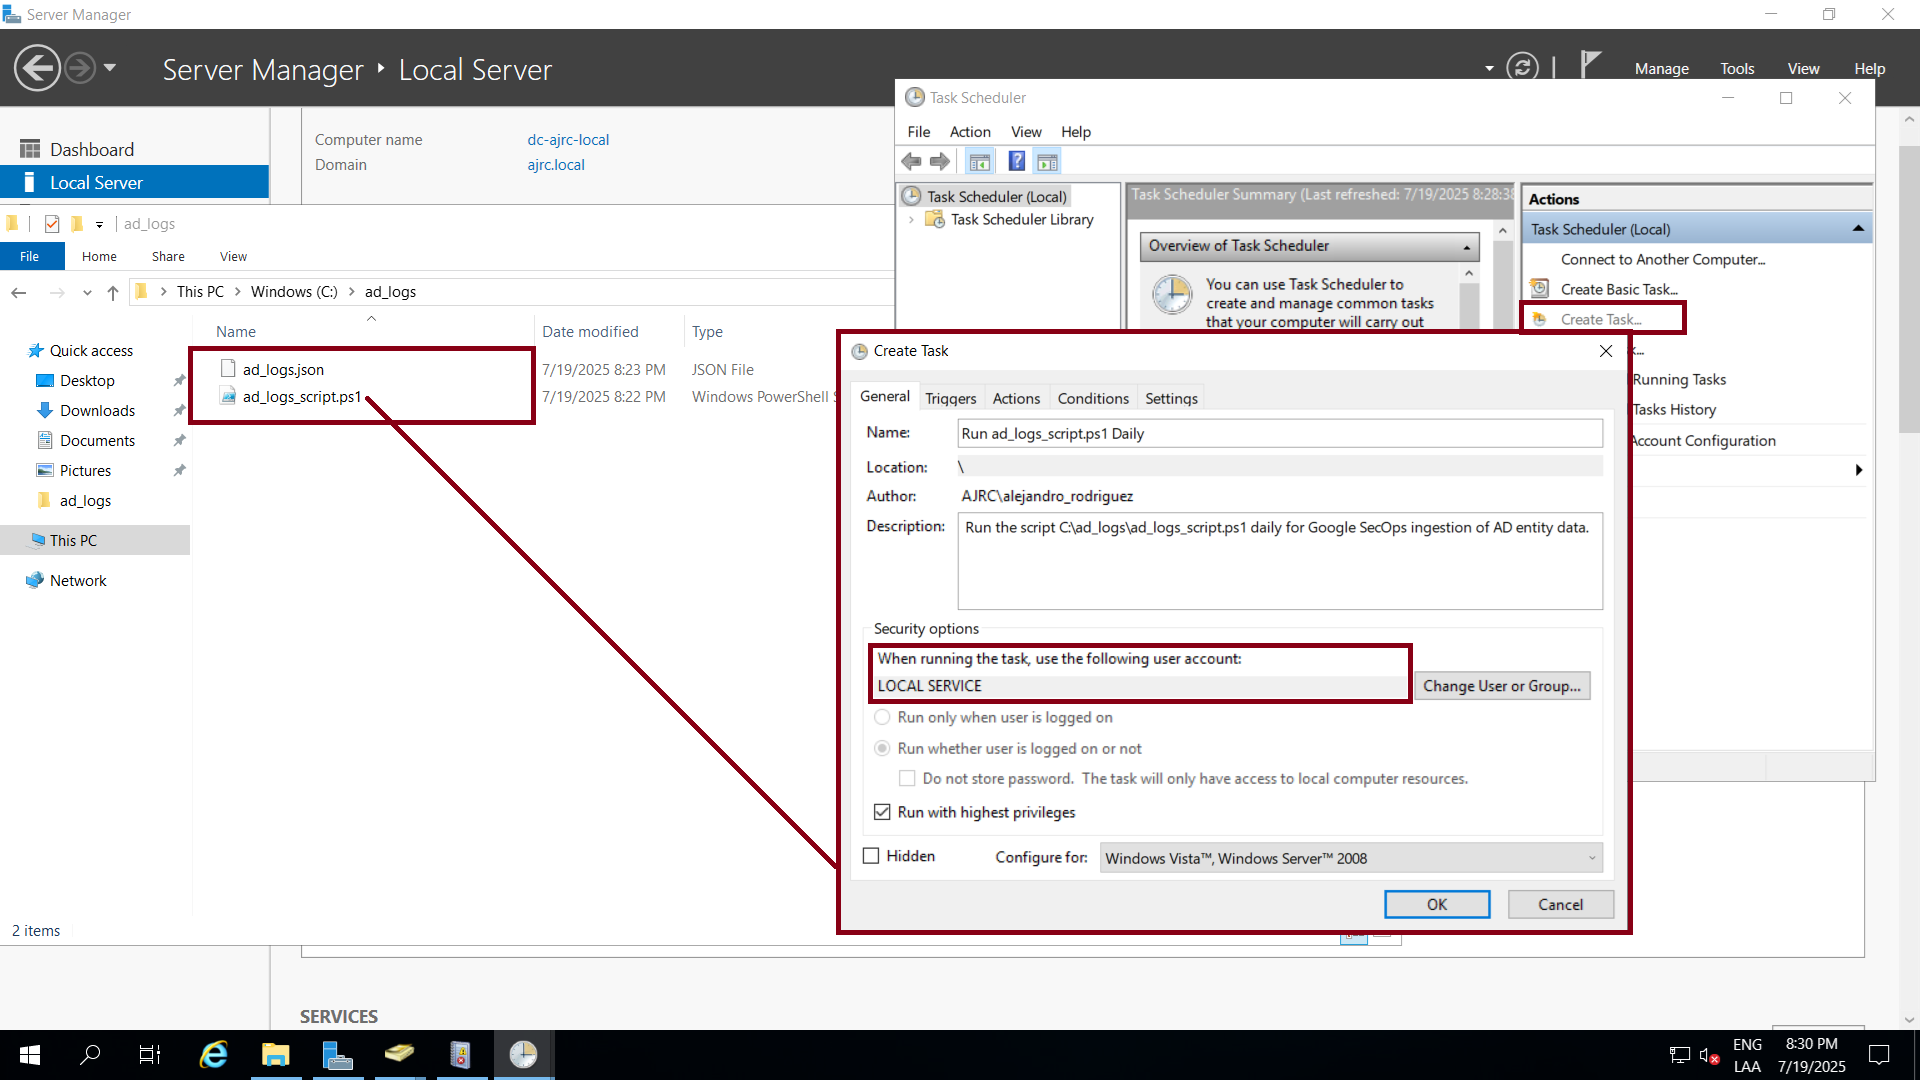 Server Manager
Server Manager ‣ Local Server
Manage
Tools
View
Help
Dashboard
Local Server
Computer name
dc-ajrc-local
Domain
ajrc.local
ad_logs
File
Home
Share
View
This PC > Windows (C:) > ad_logs
Name
Date modified
Type
Quick access
Desktop
Downloads
Documents
Pictures
ad_logs
This PC
Network
ad_logs.json
7/19/2025 8:23 PM
JSON File
ad_logs_script.ps1
7/19/2025 8:22 PM
Windows PowerShell
2 items
Task Scheduler
File
Action
View
Help
Task Scheduler (Local)
Task Scheduler Library
Task Scheduler Summary (Last refreshed: 7/19/2025 8:28:38
Overview of Task Scheduler
You can use Task Scheduler to
create and manage common tasks
that your computer will carry out
Actions
Task Scheduler (Local)
Connect to Another Computer...
Create Basic Task...
Create Task...
Running Tasks
Tasks History
Account Configuration
Create Task
General
Triggers
Actions
Conditions
Settings
Name:
Run ad_logs_script.ps1 Daily
Location:
\
Author:
AJRC\alejandro_rodriguez
Description:
Run the script C:\ad_logs\ad_logs_script.ps1 daily for Google SecOps ingestion of AD entity data.
Security options
When running the task, use the following user account:
LOCAL SERVICE
Change User or Group...
Run only when user is logged on
Run whether user is logged on or not
Do not store password. The task will only have access to local computer resources.
Run with highest privileges
Hidden
Configure for:
Windows Vista™, Windows Server™ 2008
OK
Cancel
SERVICES
ENG
LAA
8:30 PM
7/19/2025